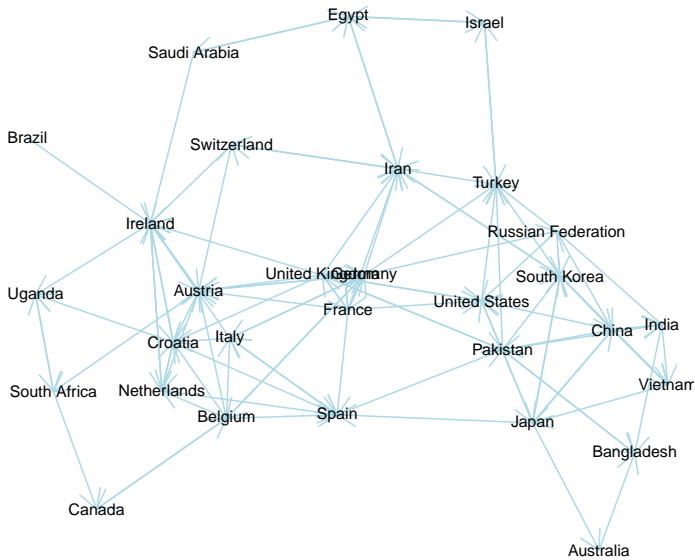 Egypt
Israel
Saudi Arabia
Brazil
Switzerland
Iran
Turkey
Ireland
Russian Federation
United Kingdom
Germany
South Korea
Uganda
Austria
United States
France
India
China
Italy
Croatia
Pakistan
Vietnam
South Africa
Netherlands
Belgium
Spain
Japan
Bangladesh
Canada
Australia